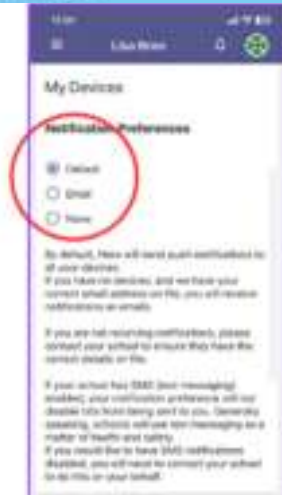 My Devices
Notification Preferences
Default
Email
None
By default, Hero will send push notifications to
all your devices.
If you have no devices, and we have your
correct email address on file, you will receive
notifications as emails.
If you are not receiving notifications, please
contact your school to ensure they have the
correct details on file.
If your school has SMS (text messaging)
enabled, your notification preference will not
disable this from being sent to you. Generally
speaking, schools will use text messaging as a
matter of health and safety.
If you would like to have SMS notifications
disabled, you will need to contact your school
to do this on your behalf.